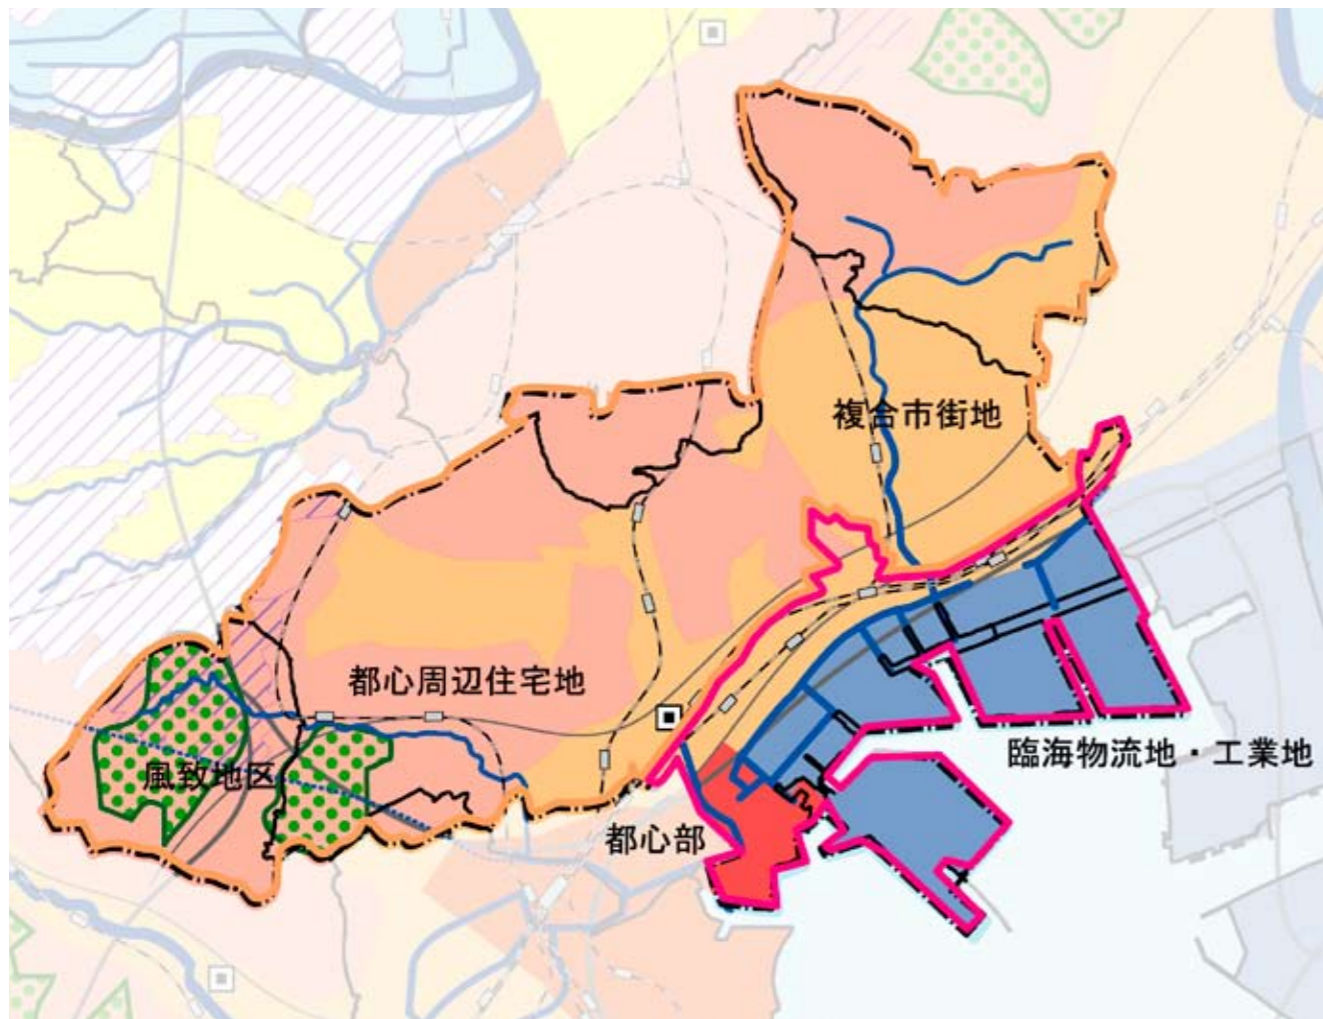 複合市街地
都心周辺住宅地
臨海物流地・工業地
風致地区
都心部